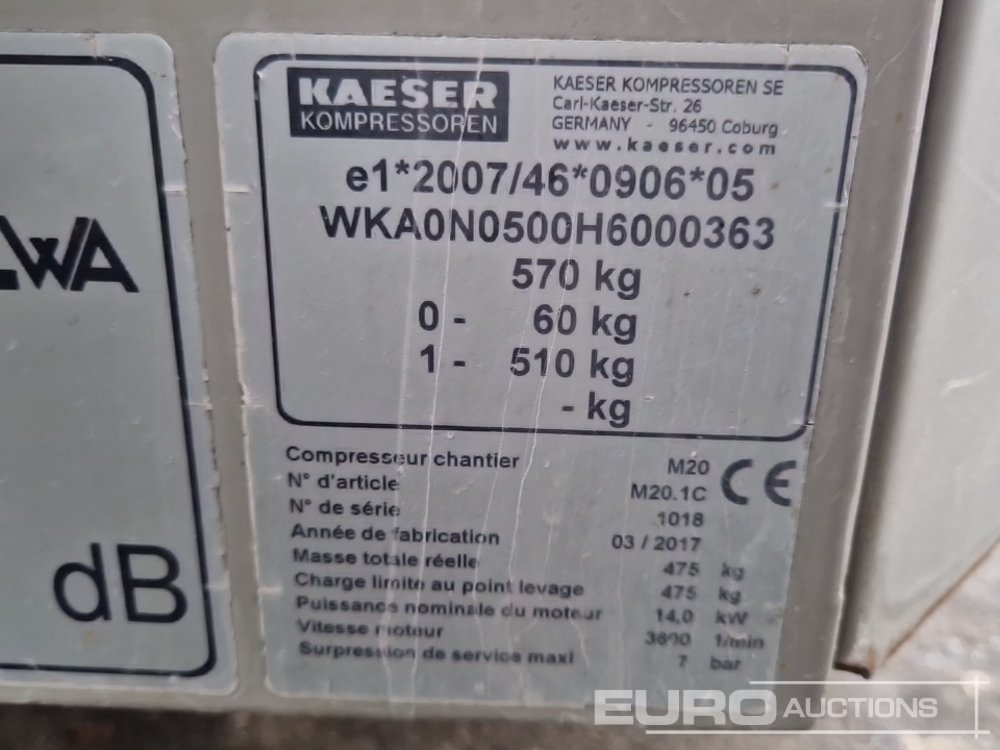 LWA
dB
KAESER
KOMPRESSOREN
KAESER KOMPRESSOREN SE
Carl-Kaeser-Str. 26
GERMANY - 96450 Coburg
www.kaeser.com
e1*2007/46*0906*05
WKA0N0500H6000363
570 kg
0 - 60 kg
1 - 510 kg
- kg
Compresseur chantier M20
N° d'article M20.1C
N° de série 1018
Année de fabrication 03 / 2017
Masse totale réelle 475 kg
Charge limite au point levage 475 kg
Puissance nominale du moteur 14.0 kW
Vitesse moteur 3600 1/min
Surpression de service maxi 7 bar
CE
EURO AUCTIONS